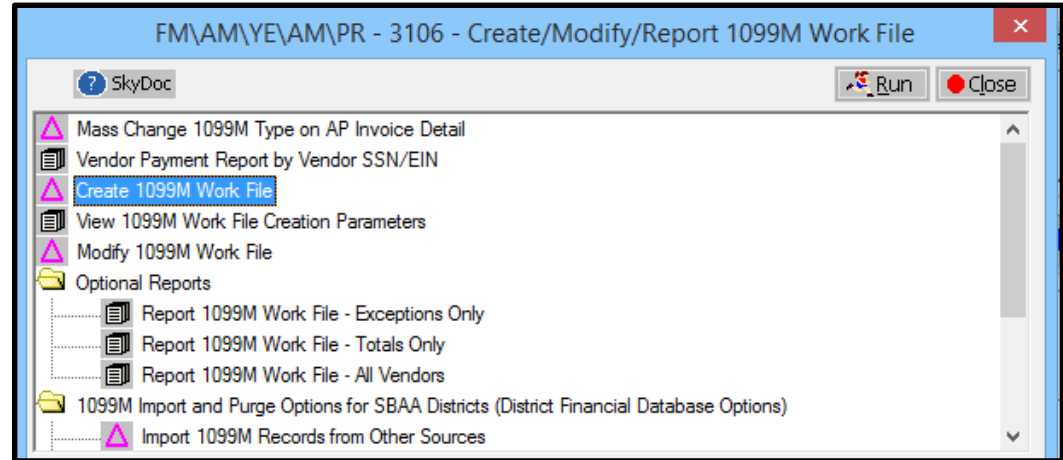 FM\AM\YE\AM\PR - 3106 - Create/Modify/Report 1099M Work File
? SkyDoc Run Close
Mass Change 1099M Type on AP Invoice Detail
Vendor Payment Report by Vendor SSN/EIN
Create 1099M Work File
View 1099M Work File Creation Parameters
Modify 1099M Work File
Optional Reports
Report 1099M Work File - Exceptions Only
Report 1099M Work File - Totals Only
Report 1099M Work File - All Vendors
1099M Import and Purge Options for SBAA Districts (District Financial Database Options)
Import 1099M Records from Other Sources